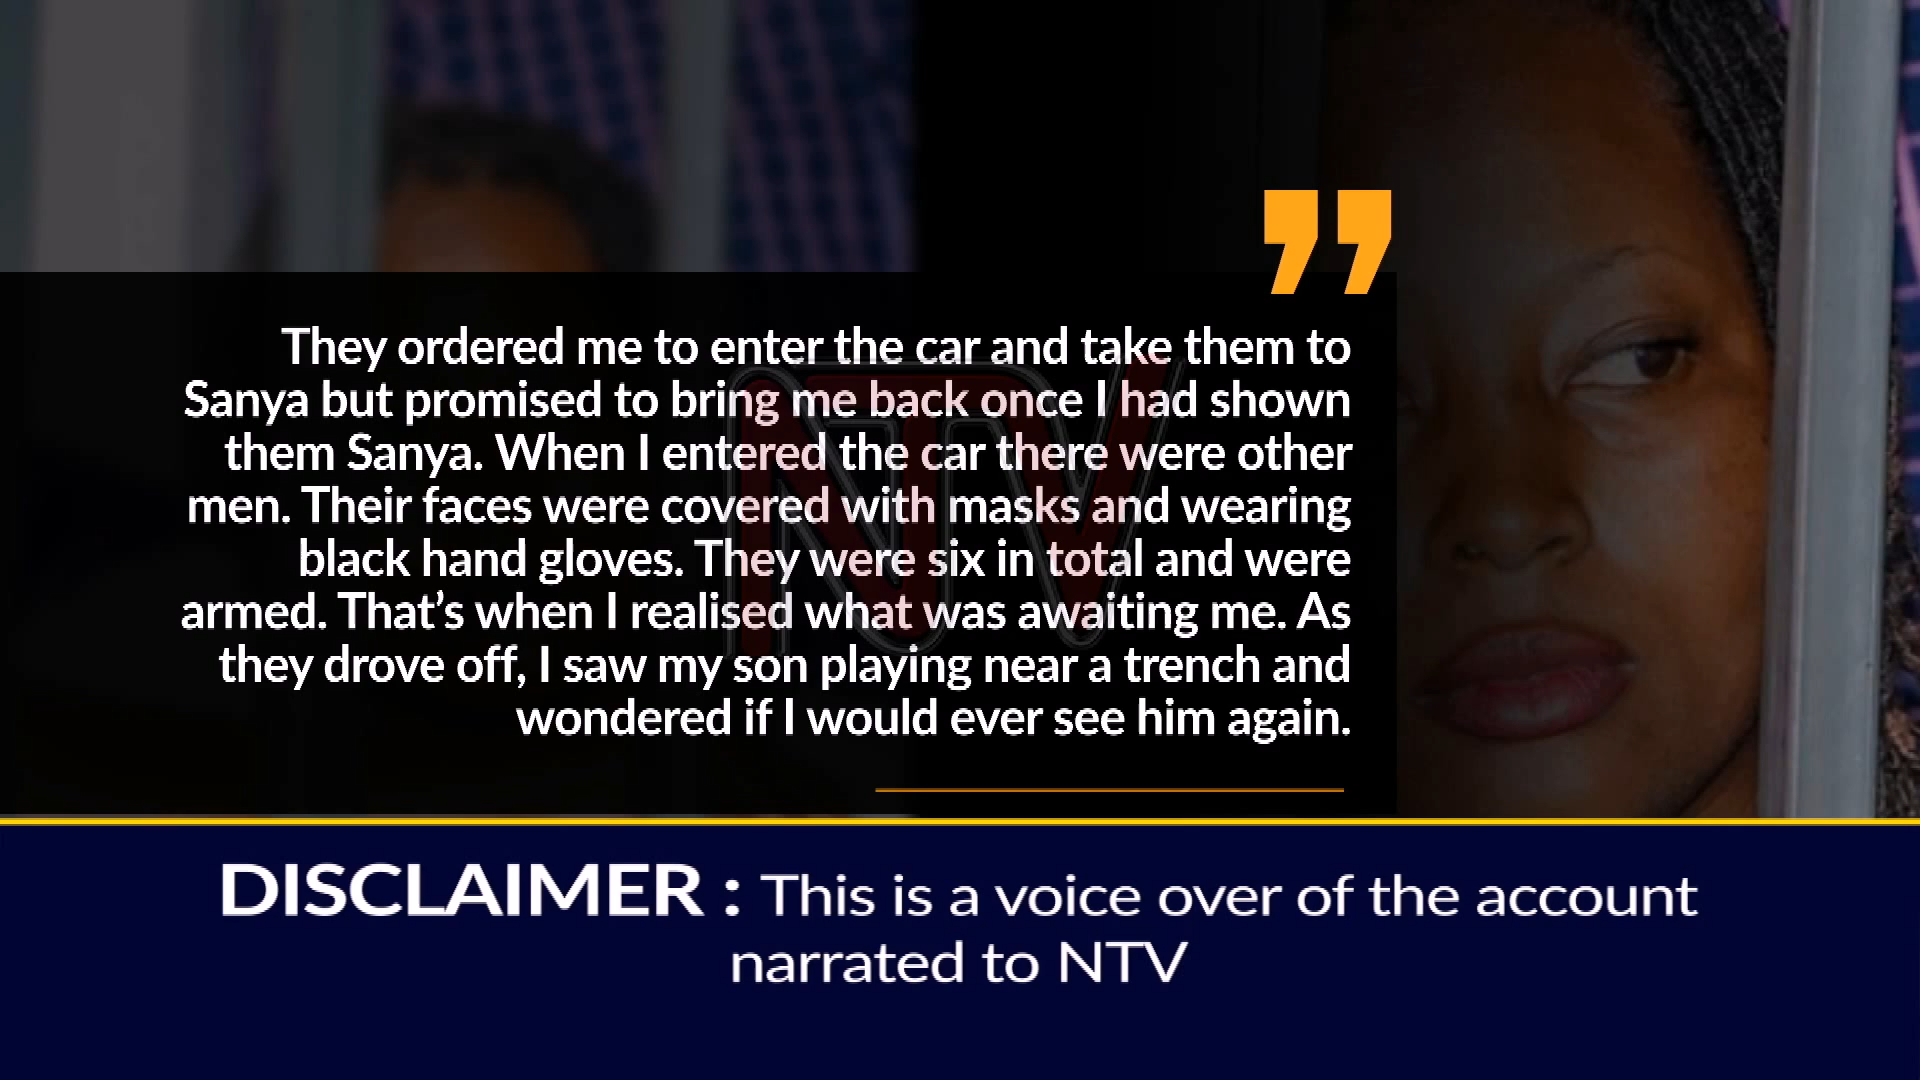 ”
They ordered me to enter the car and take them to
Sanya but promised to bring me back once I had shown
them Sanya. When I entered the car there were other
men. Their faces were covered with masks and wearing
black hand gloves. They were six in total and were
armed. That’s when I realised what was awaiting me. As
they drove off, I saw my son playing near a trench and
wondered if I would ever see him again.
NTV
DISCLAIMER : This is a voice over of the account
narrated to NTV